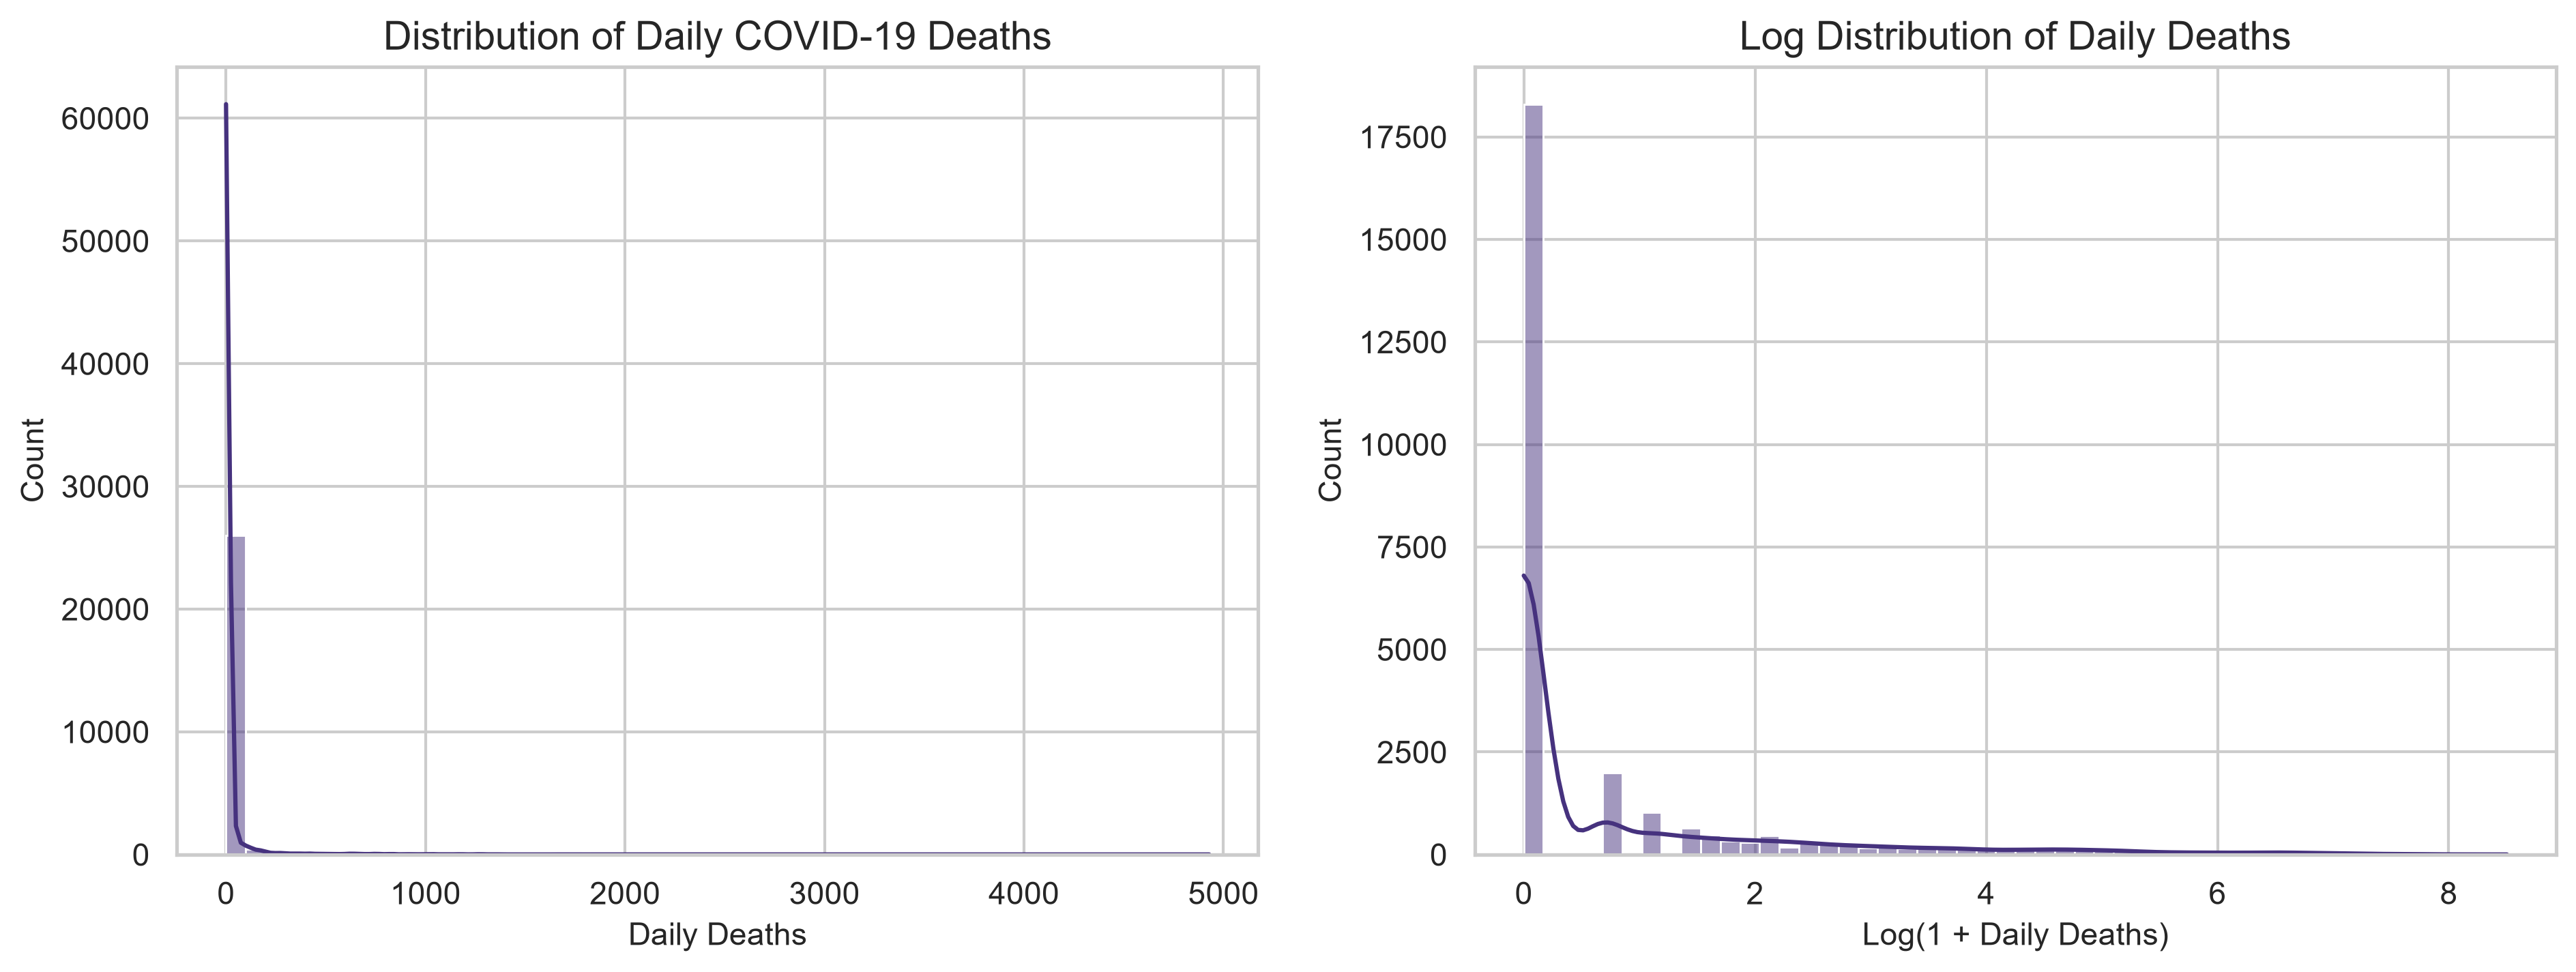 Distribution of Daily COVID-19 Deaths
60000
50000
40000
30000
20000
10000
0
Count
0 1000 2000 3000 4000 5000
Daily Deaths
Log Distribution of Daily Deaths
17500
15000
12500
10000
7500
5000
2500
0
Count
0 2 4 6 8
Log(1 + Daily Deaths)